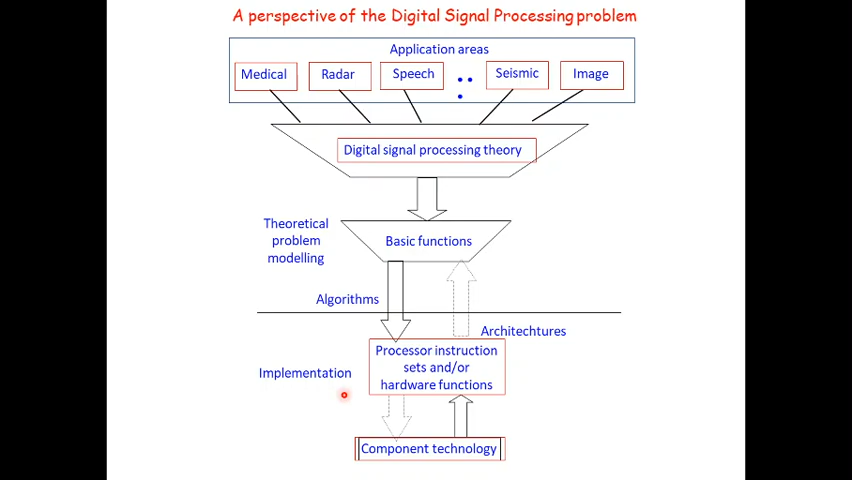 A perspective of the Digital Signal Processing problem
Application areas
Medical
Radar
Speech
Seismic
Image
Digital signal processing theory
Theoretical
problem
modelling
Basic functions
Algorithms
Architechtures
Processor instruction
sets and/or
hardware functions
Implementation
Component technology